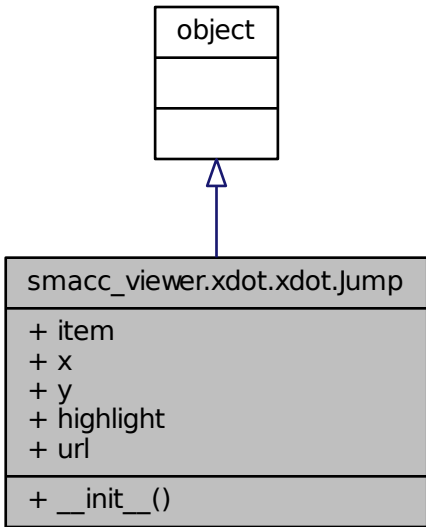 object
smacc_viewer.xdot.xdot.Jump
+ item
+ x
+ y
+ highlight
+ url
+ __init__()